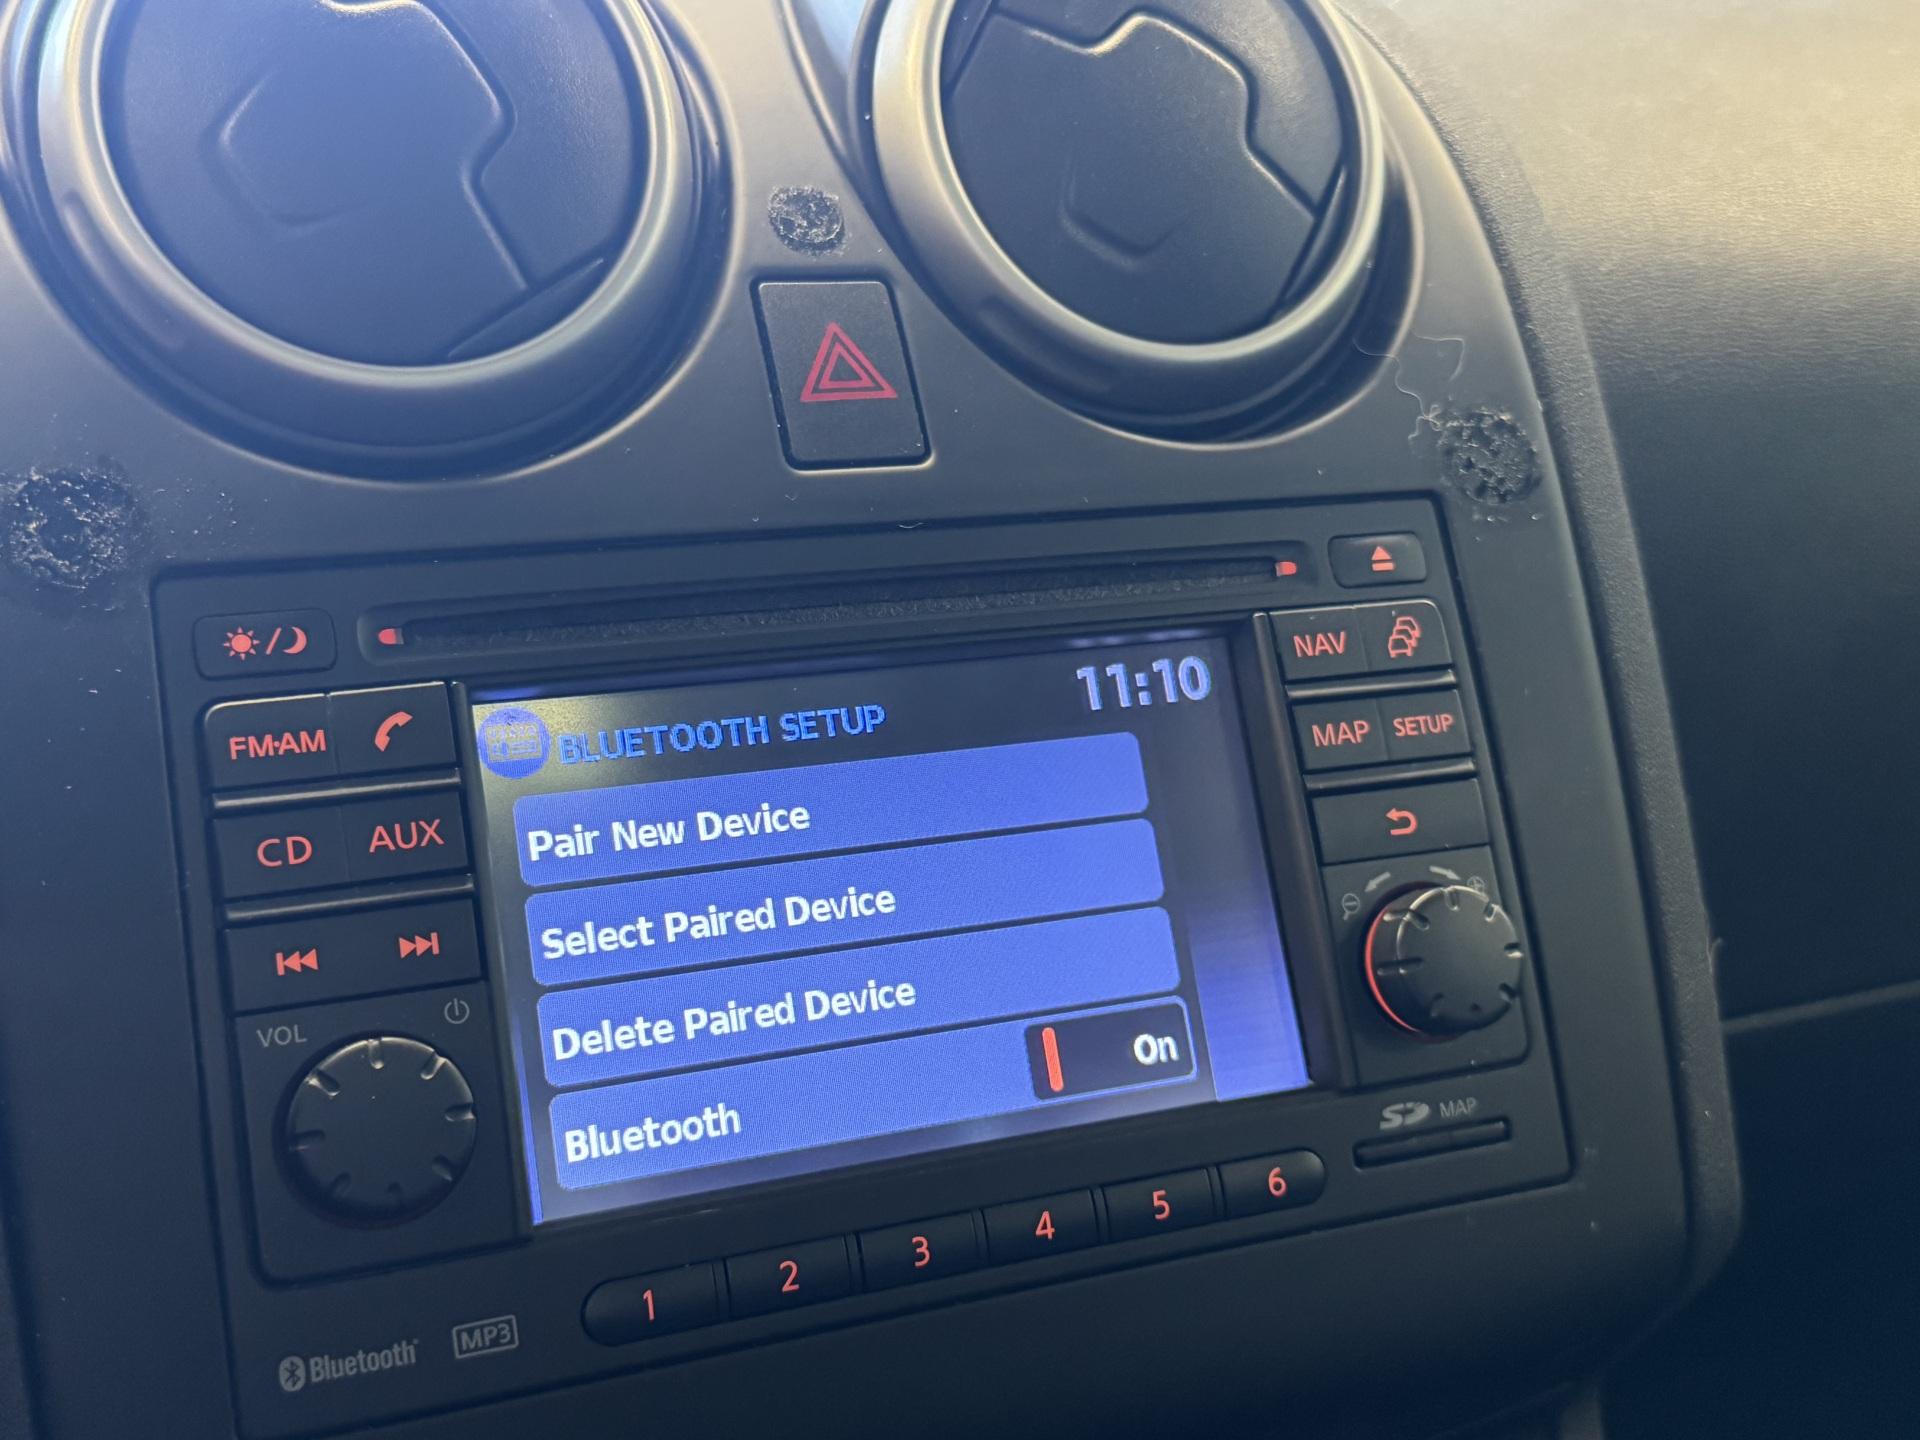 FM·AM
CD
AUX
VOL
11:10
BLUETOOTH SETUP
Pair New Device
Select Paired Device
Delete Paired Device
Bluetooth
On
NAV
MAP
SETUP
SD MAP
1 2 3 4 5 6
Bluetooth
MP3